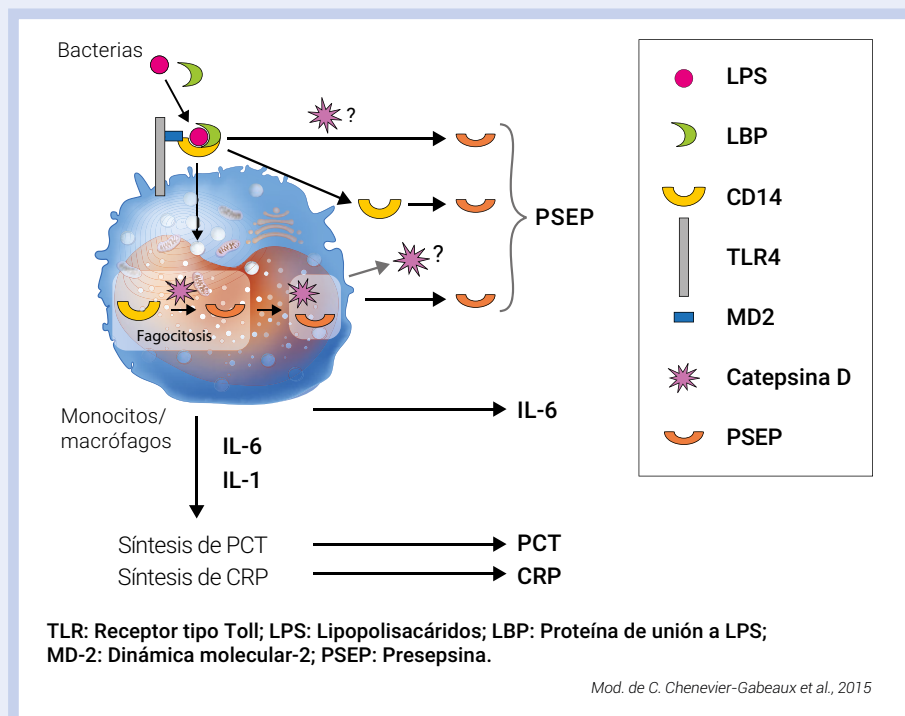 Bacterias
?
PSEP
?
Fagocitosis
Monocitos/
macrófagos
IL-6
IL-6
IL-1
Síntesis de PCT
PCT
Síntesis de CRP
CRP
LPS
LBP
CD14
TLR4
MD2
Catepsina D
PSEP
TLR: Receptor tipo Toll; LPS: Lipopolisacáridos; LBP: Proteína de unión a LPS;
MD-2: Dinámica molecular-2; PSEP: Presepsina.
Mod. de C. Chenevier-Gabeaux et al., 2015